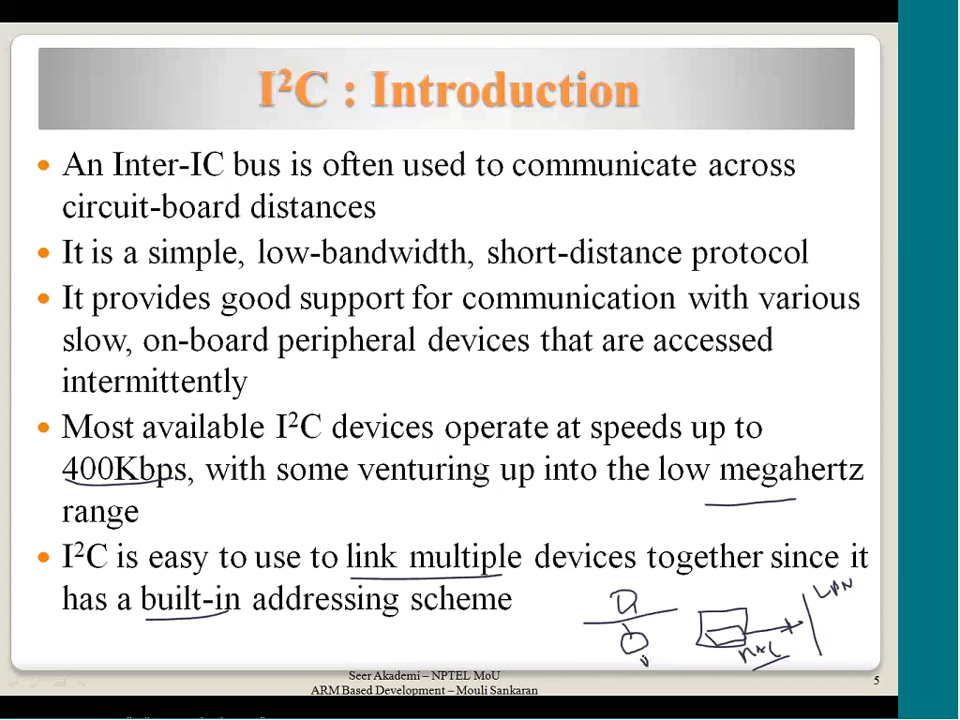 I²C : Introduction
• An Inter-IC bus is often used to communicate across
circuit-board distances
• It is a simple, low-bandwidth, short-distance protocol
• It provides good support for communication with various
slow, on-board peripheral devices that are accessed
intermittently
• Most available I²C devices operate at speeds up to
400Kbps, with some venturing up into the low megahertz
range
• I²C is easy to use to link multiple devices together since it
has a built-in addressing scheme
Seer Akademi – NPTEL MoU
ARM Based Development – Mouli Sankaran
5